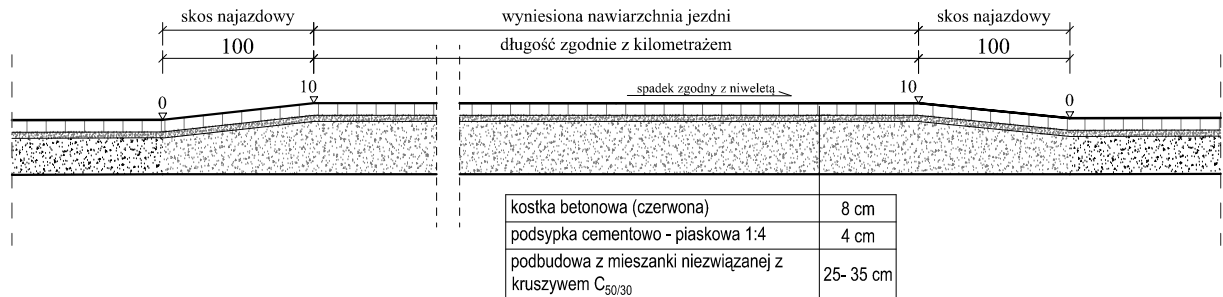 skos najazdowy
wyniesiona nawiarzchnia jezdni
skos najazdowy
100
długość zgodnie z kilometrażem
100
0
10
spadek zgodny z niweletą
10
0
kostka betonowa (czerwona) 8 cm
podsypka cementowo - piaskowa 1:4 4 cm
podbudowa z mieszanki niezwiązanej z
kruszywem C50/30 25- 35 cm